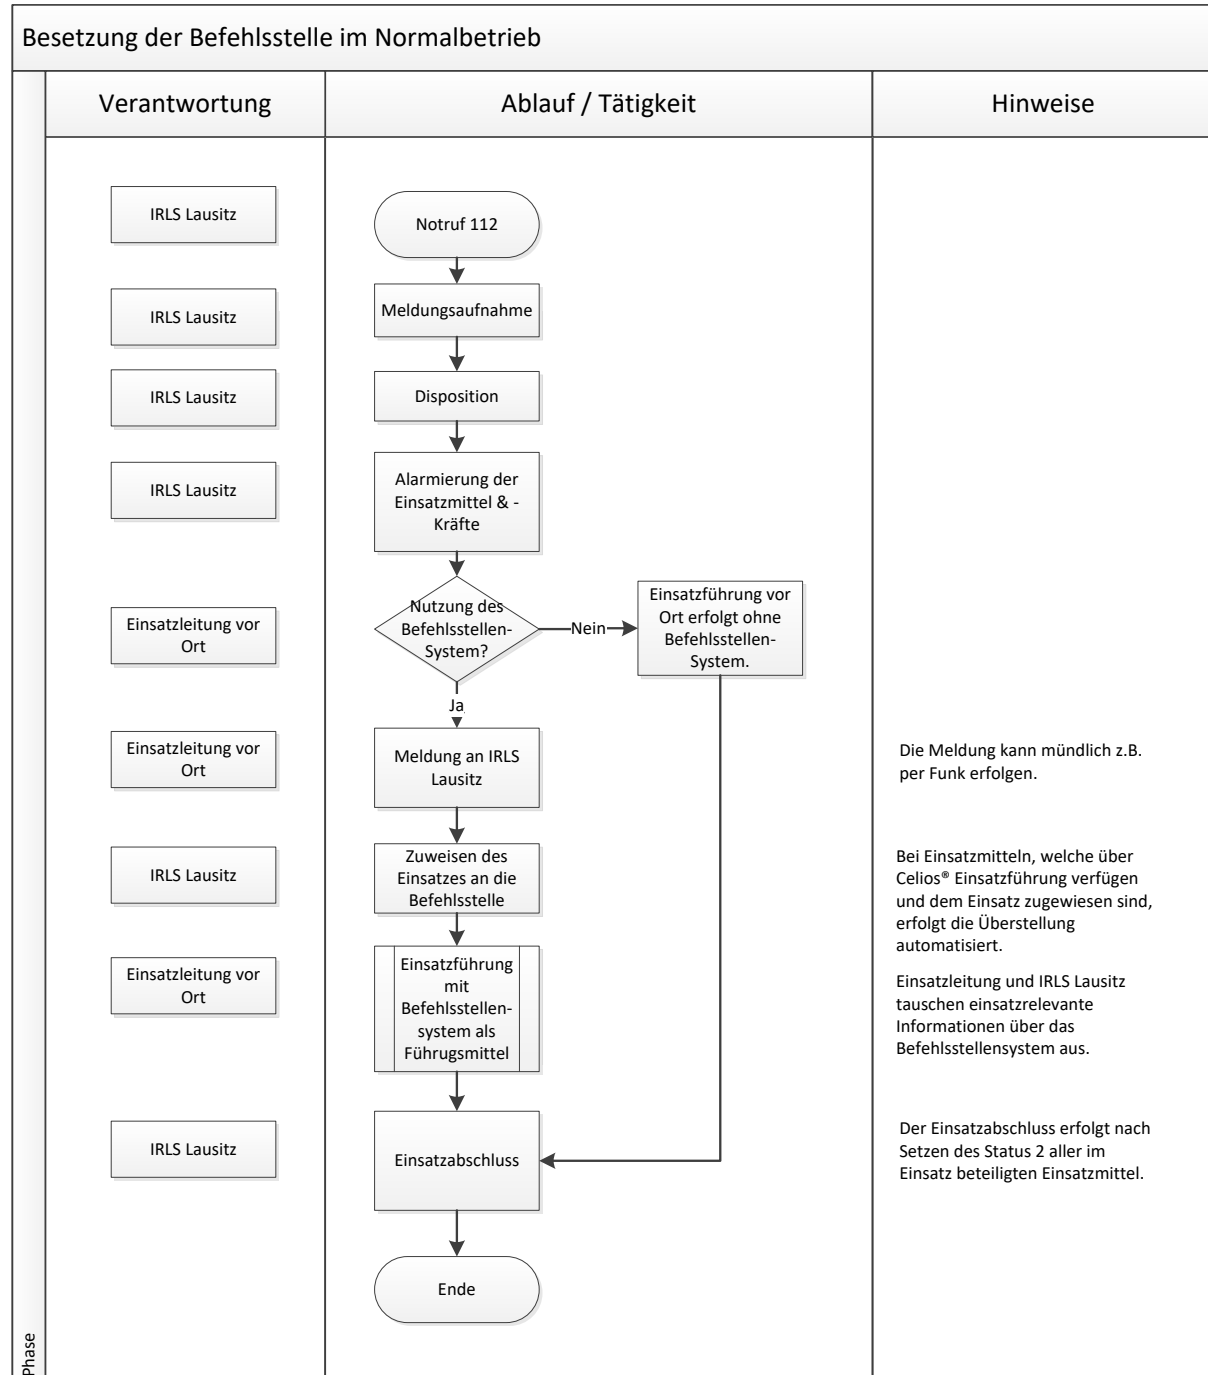 Besetzung der Befehlsstelle im Normalbetrieb
Verantwortung
Ablauf / Tätigkeit
Hinweise
IRLS Lausitz
Notruf 112
IRLS Lausitz
Meldungsaufnahme
IRLS Lausitz
Disposition
IRLS Lausitz
Alarmierung der
Einsatzmittel & -
Kräfte
Einsatzleitung vor
Ort
Nutzung des
Befehlsstellen-
System?
Nein
Einsatzführung vor
Ort erfolgt ohne
Befehlsstellen-
System.
Ja
Einsatzleitung vor
Ort
Meldung an IRLS
Lausitz
Die Meldung kann mündlich z.B.
per Funk erfolgen.
IRLS Lausitz
Zuweisen des
Einsatzes an die
Befehlstelle
Bei Einsatzmitteln, welche über
Celios® Einsatzführung verfügen
und dem Einsatz zugewiesen sind,
erfolgt die Überstellung
automatisiert.
Einsatzleitung vor
Ort
Einsatzführung
mit
Befehlsstellen-
system als
Führugsmittel
Einsatzleitung und IRLS Lausitz
tauschen einsatzrelevante
Informationen über das
Befehlsstellensystem aus.
IRLS Lausitz
Einsatzabschluss
Der Einsatzabschluss erfolgt nach
Setzen des Status 2 aller im
Einsatz beteiligten Einsatzmittel.
Ende
Phase